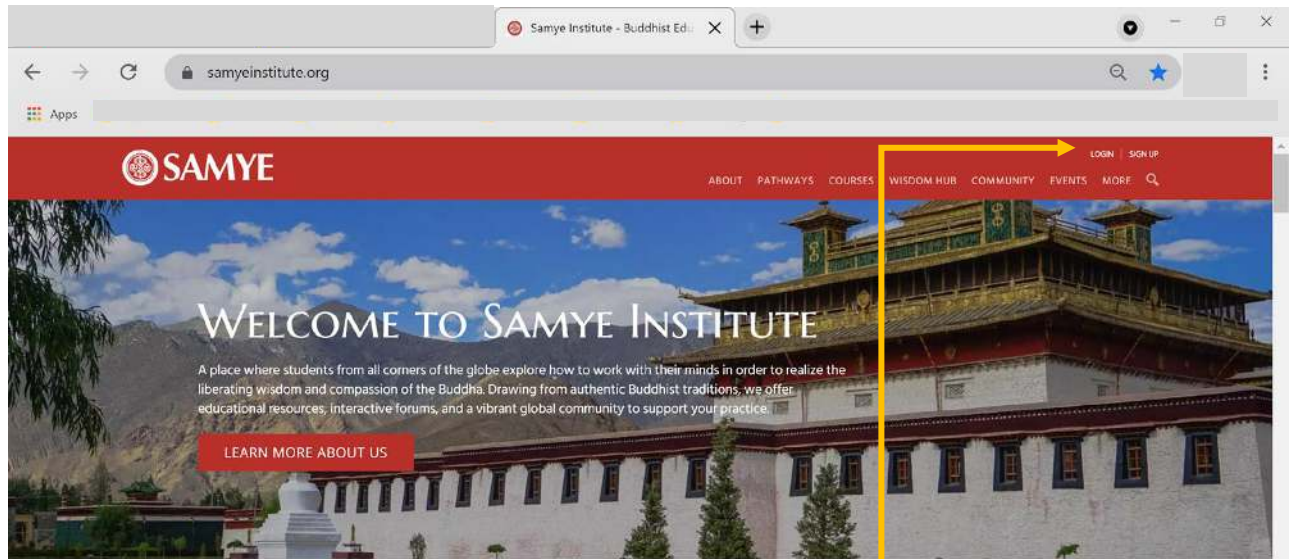 Samye Institute - Buddhist Edu
samyeinstitute.org
Apps
SAMYE
LOGIN | SIGN UP
ABOUT PATHWAYS COURSES WISDOM HUB COMMUNITY EVENTS MORE
WELCOME TO SAMYE INSTITUTE
A place where students from all corners of the globe explore how to work with their minds in order to realize the
liberating wisdom and compassion of the Buddha. Drawing from authentic Buddhist traditions, we offer
educational resources, interactive forums, and a vibrant global community to support your practice.
LEARN MORE ABOUT US